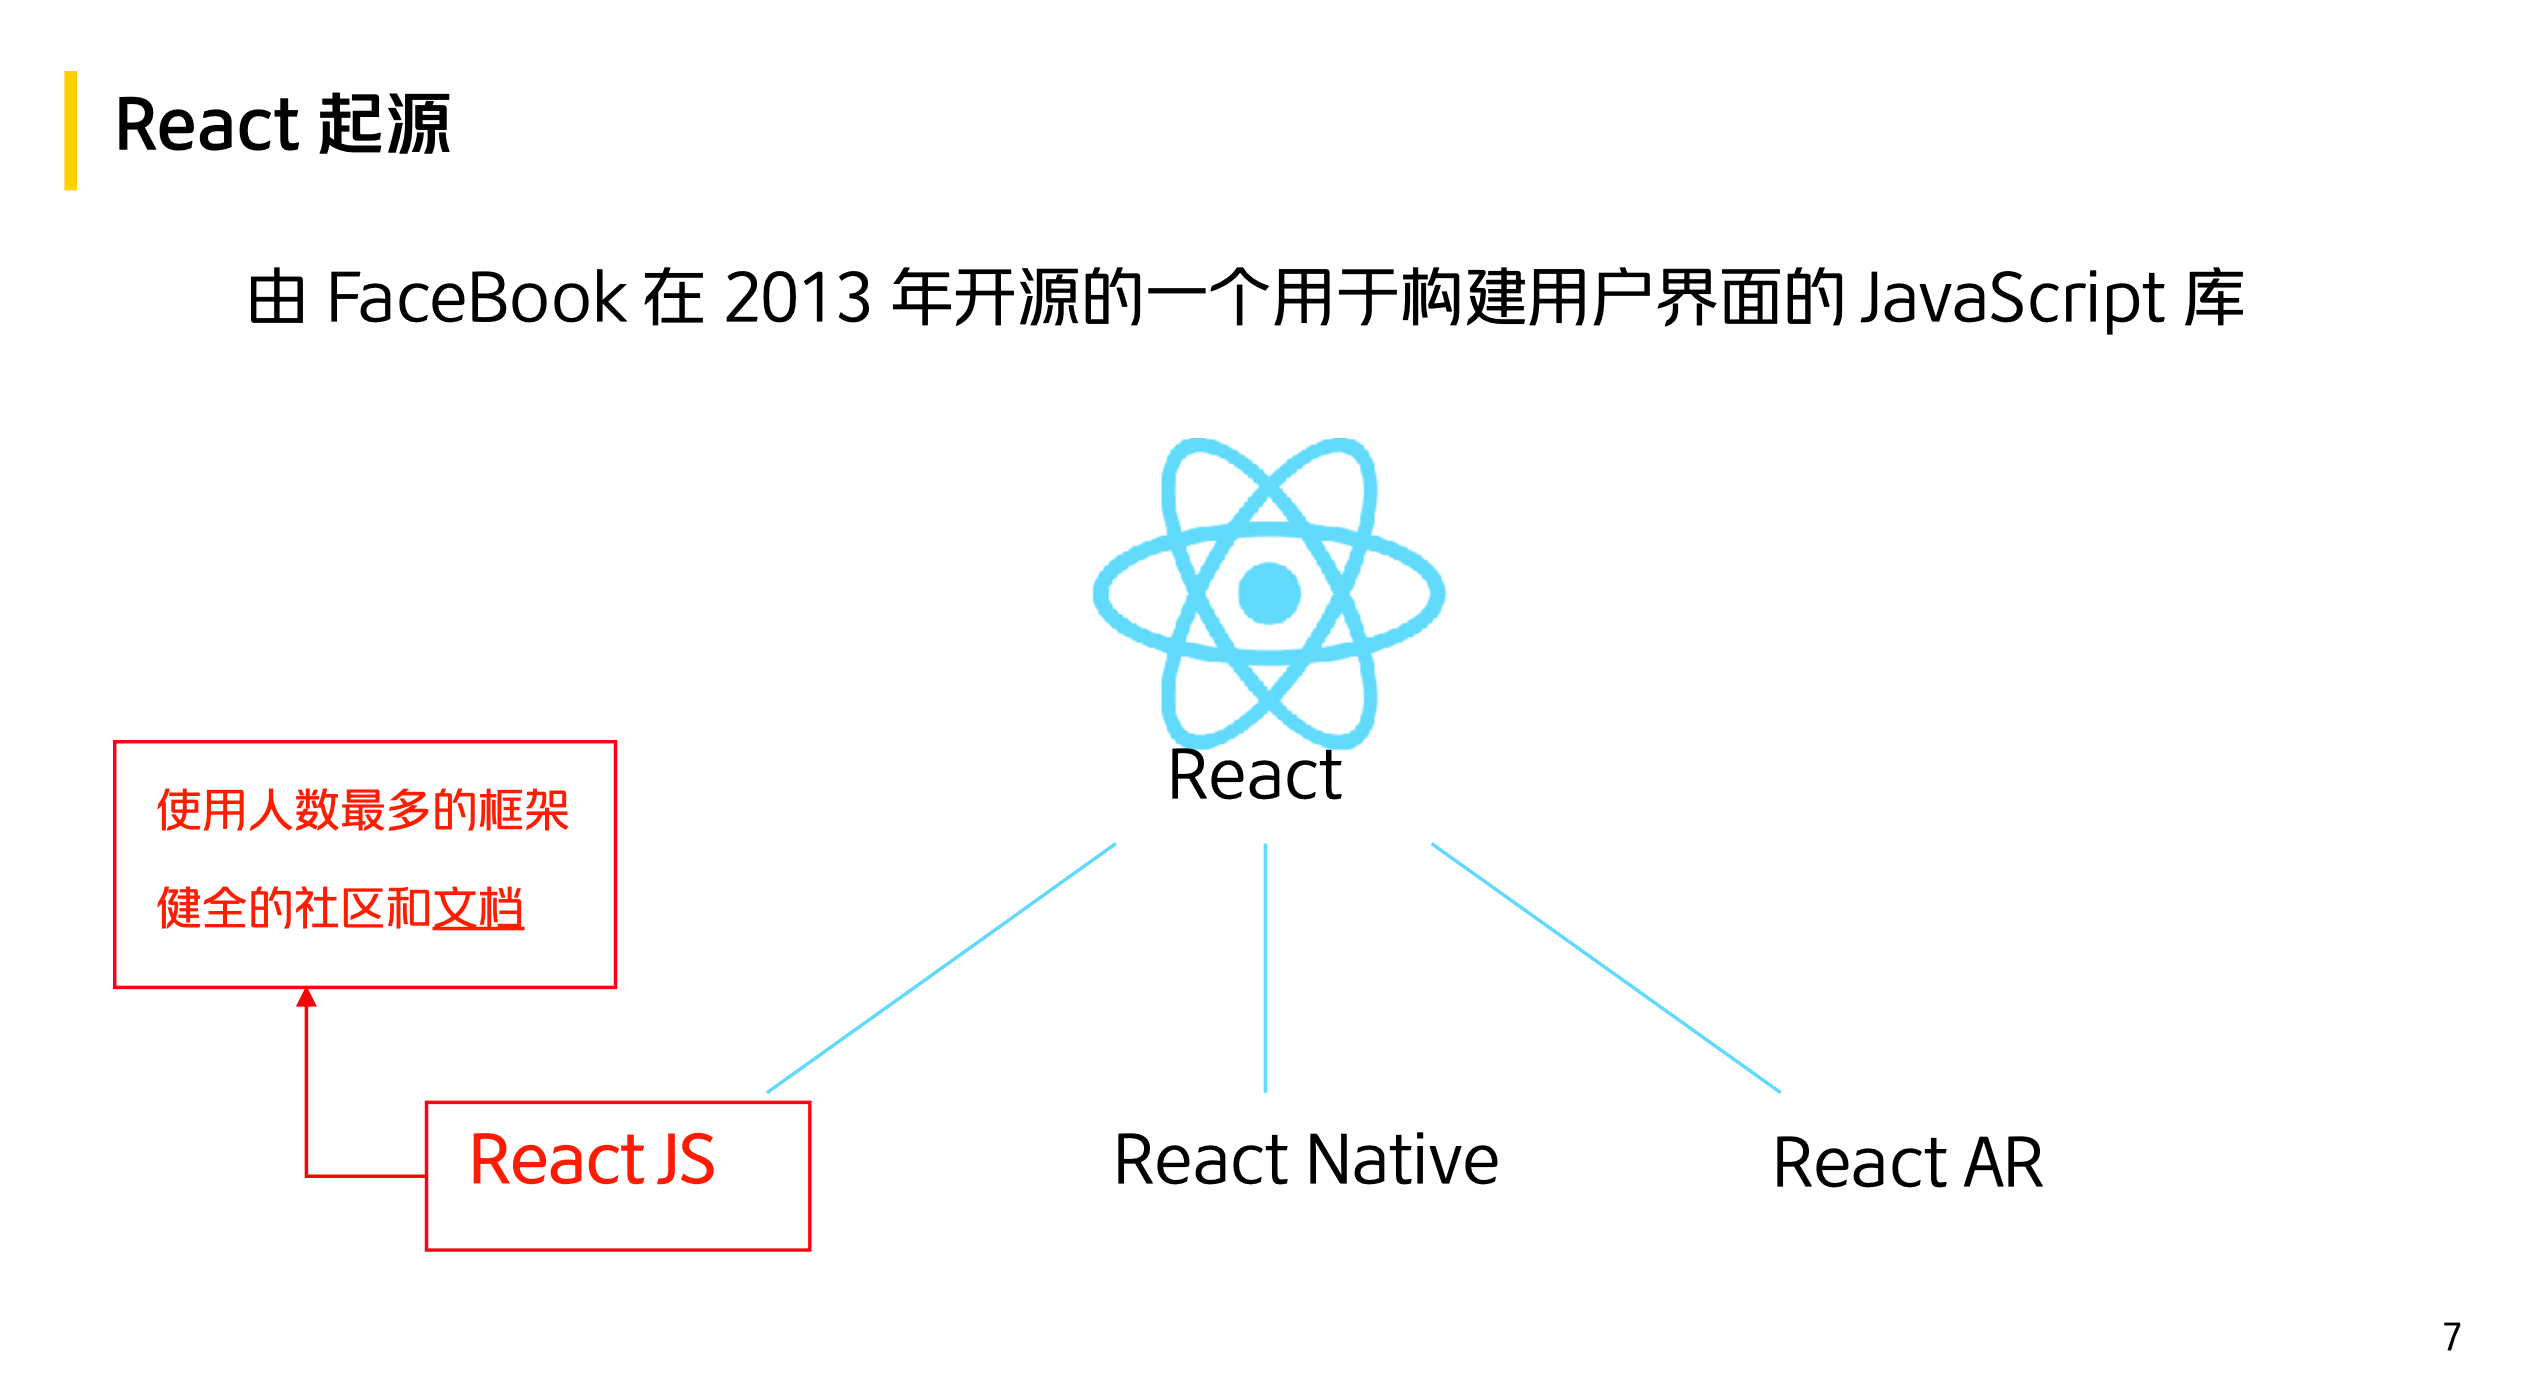 React 起源
由 FaceBook 在 2013 年开源的一个用于构建用户界面的 JavaScript 库
React
使用人数最多的框架
健全的社区和文档
React JS
React Native
React AR
7